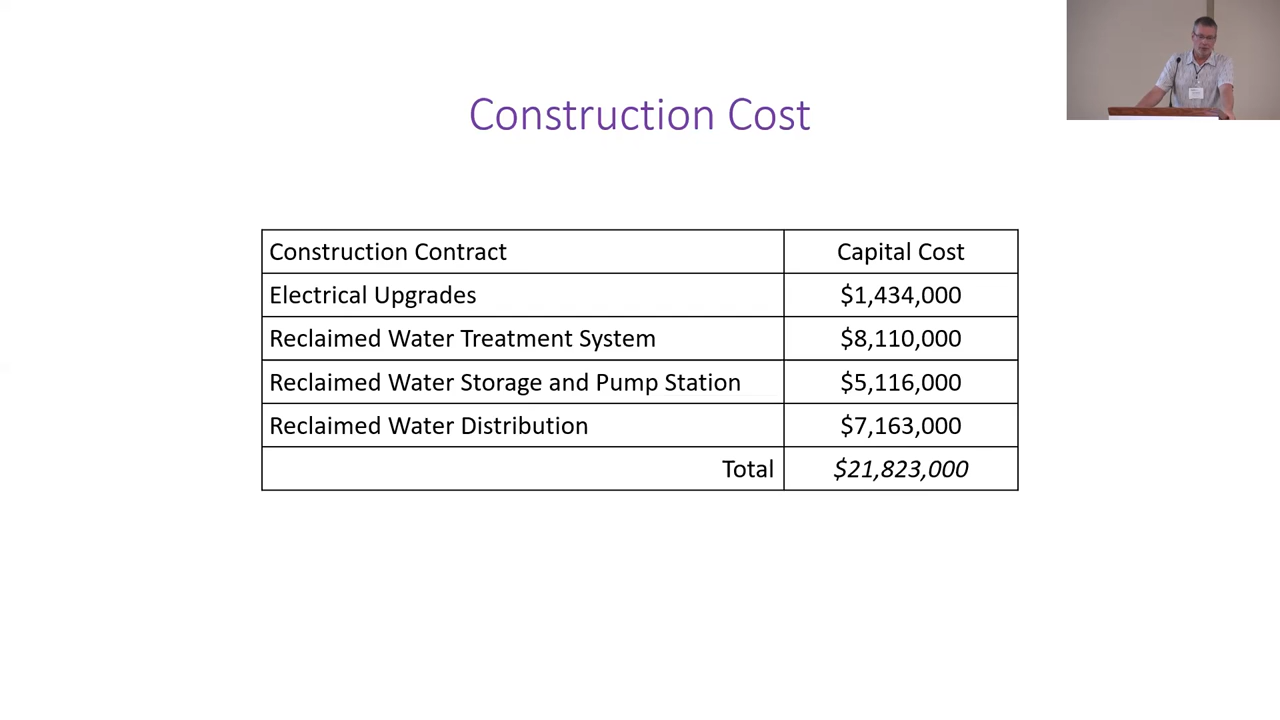 Construction Cost
Construction Contract Capital Cost
Electrical Upgrades $1,434,000
Reclaimed Water Treatment System $8,110,000
Reclaimed Water Storage and Pump Station $5,116,000
Reclaimed Water Distribution $7,163,000
Total $21,823,000